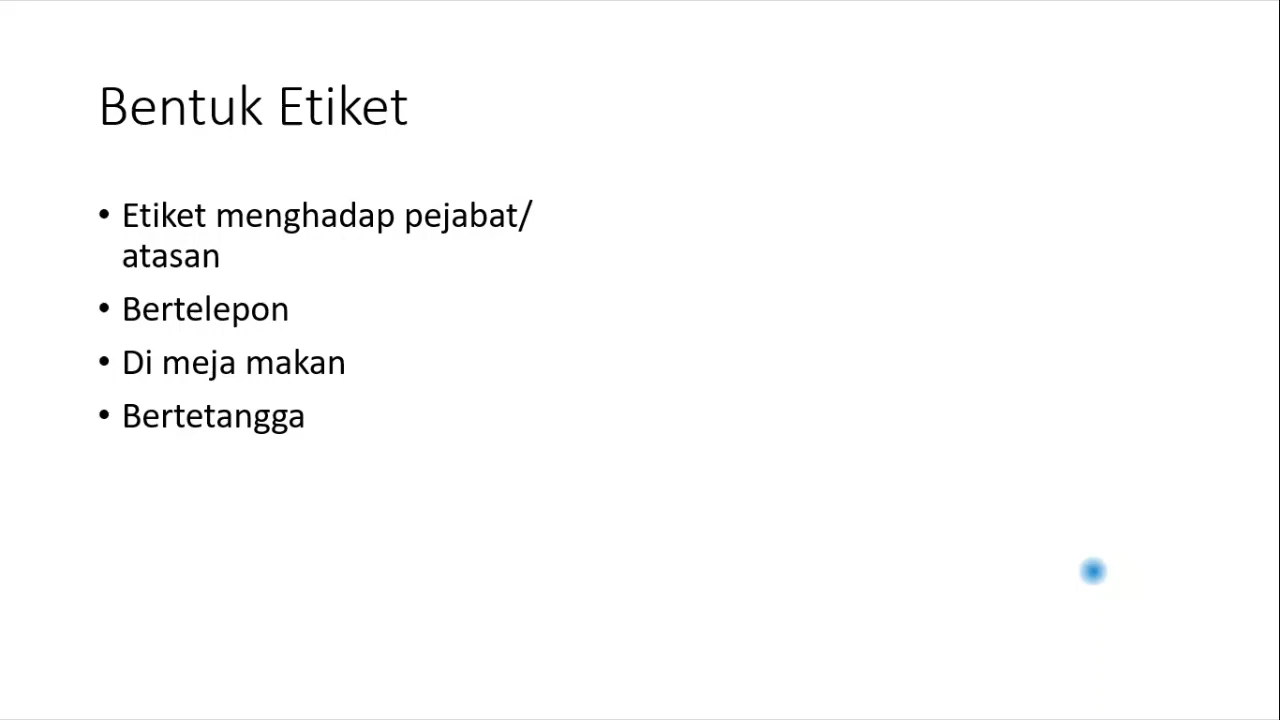 Bentuk Etiket
• Etiket menghadap pejabat/
atasan
• Bertelepon
• Di meja makan
• Bertetangga